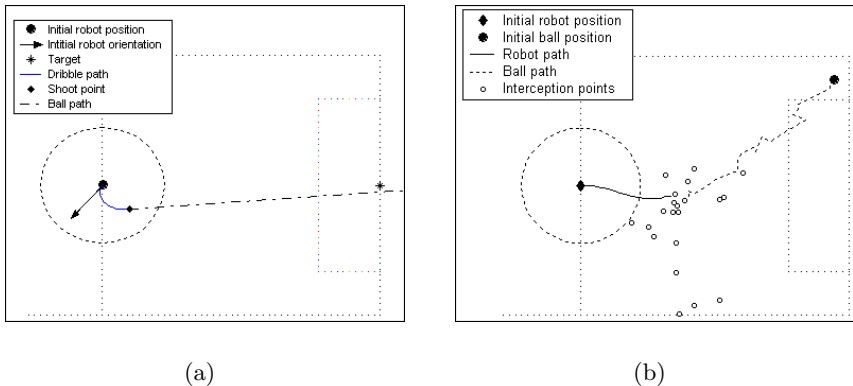 Initial robot position
Intitial robot orientation
Target
Dribble path
Shoot point
Ball path
Initial robot position
Initial ball position
Robot path
Ball path
Interception points
(a)
(b)